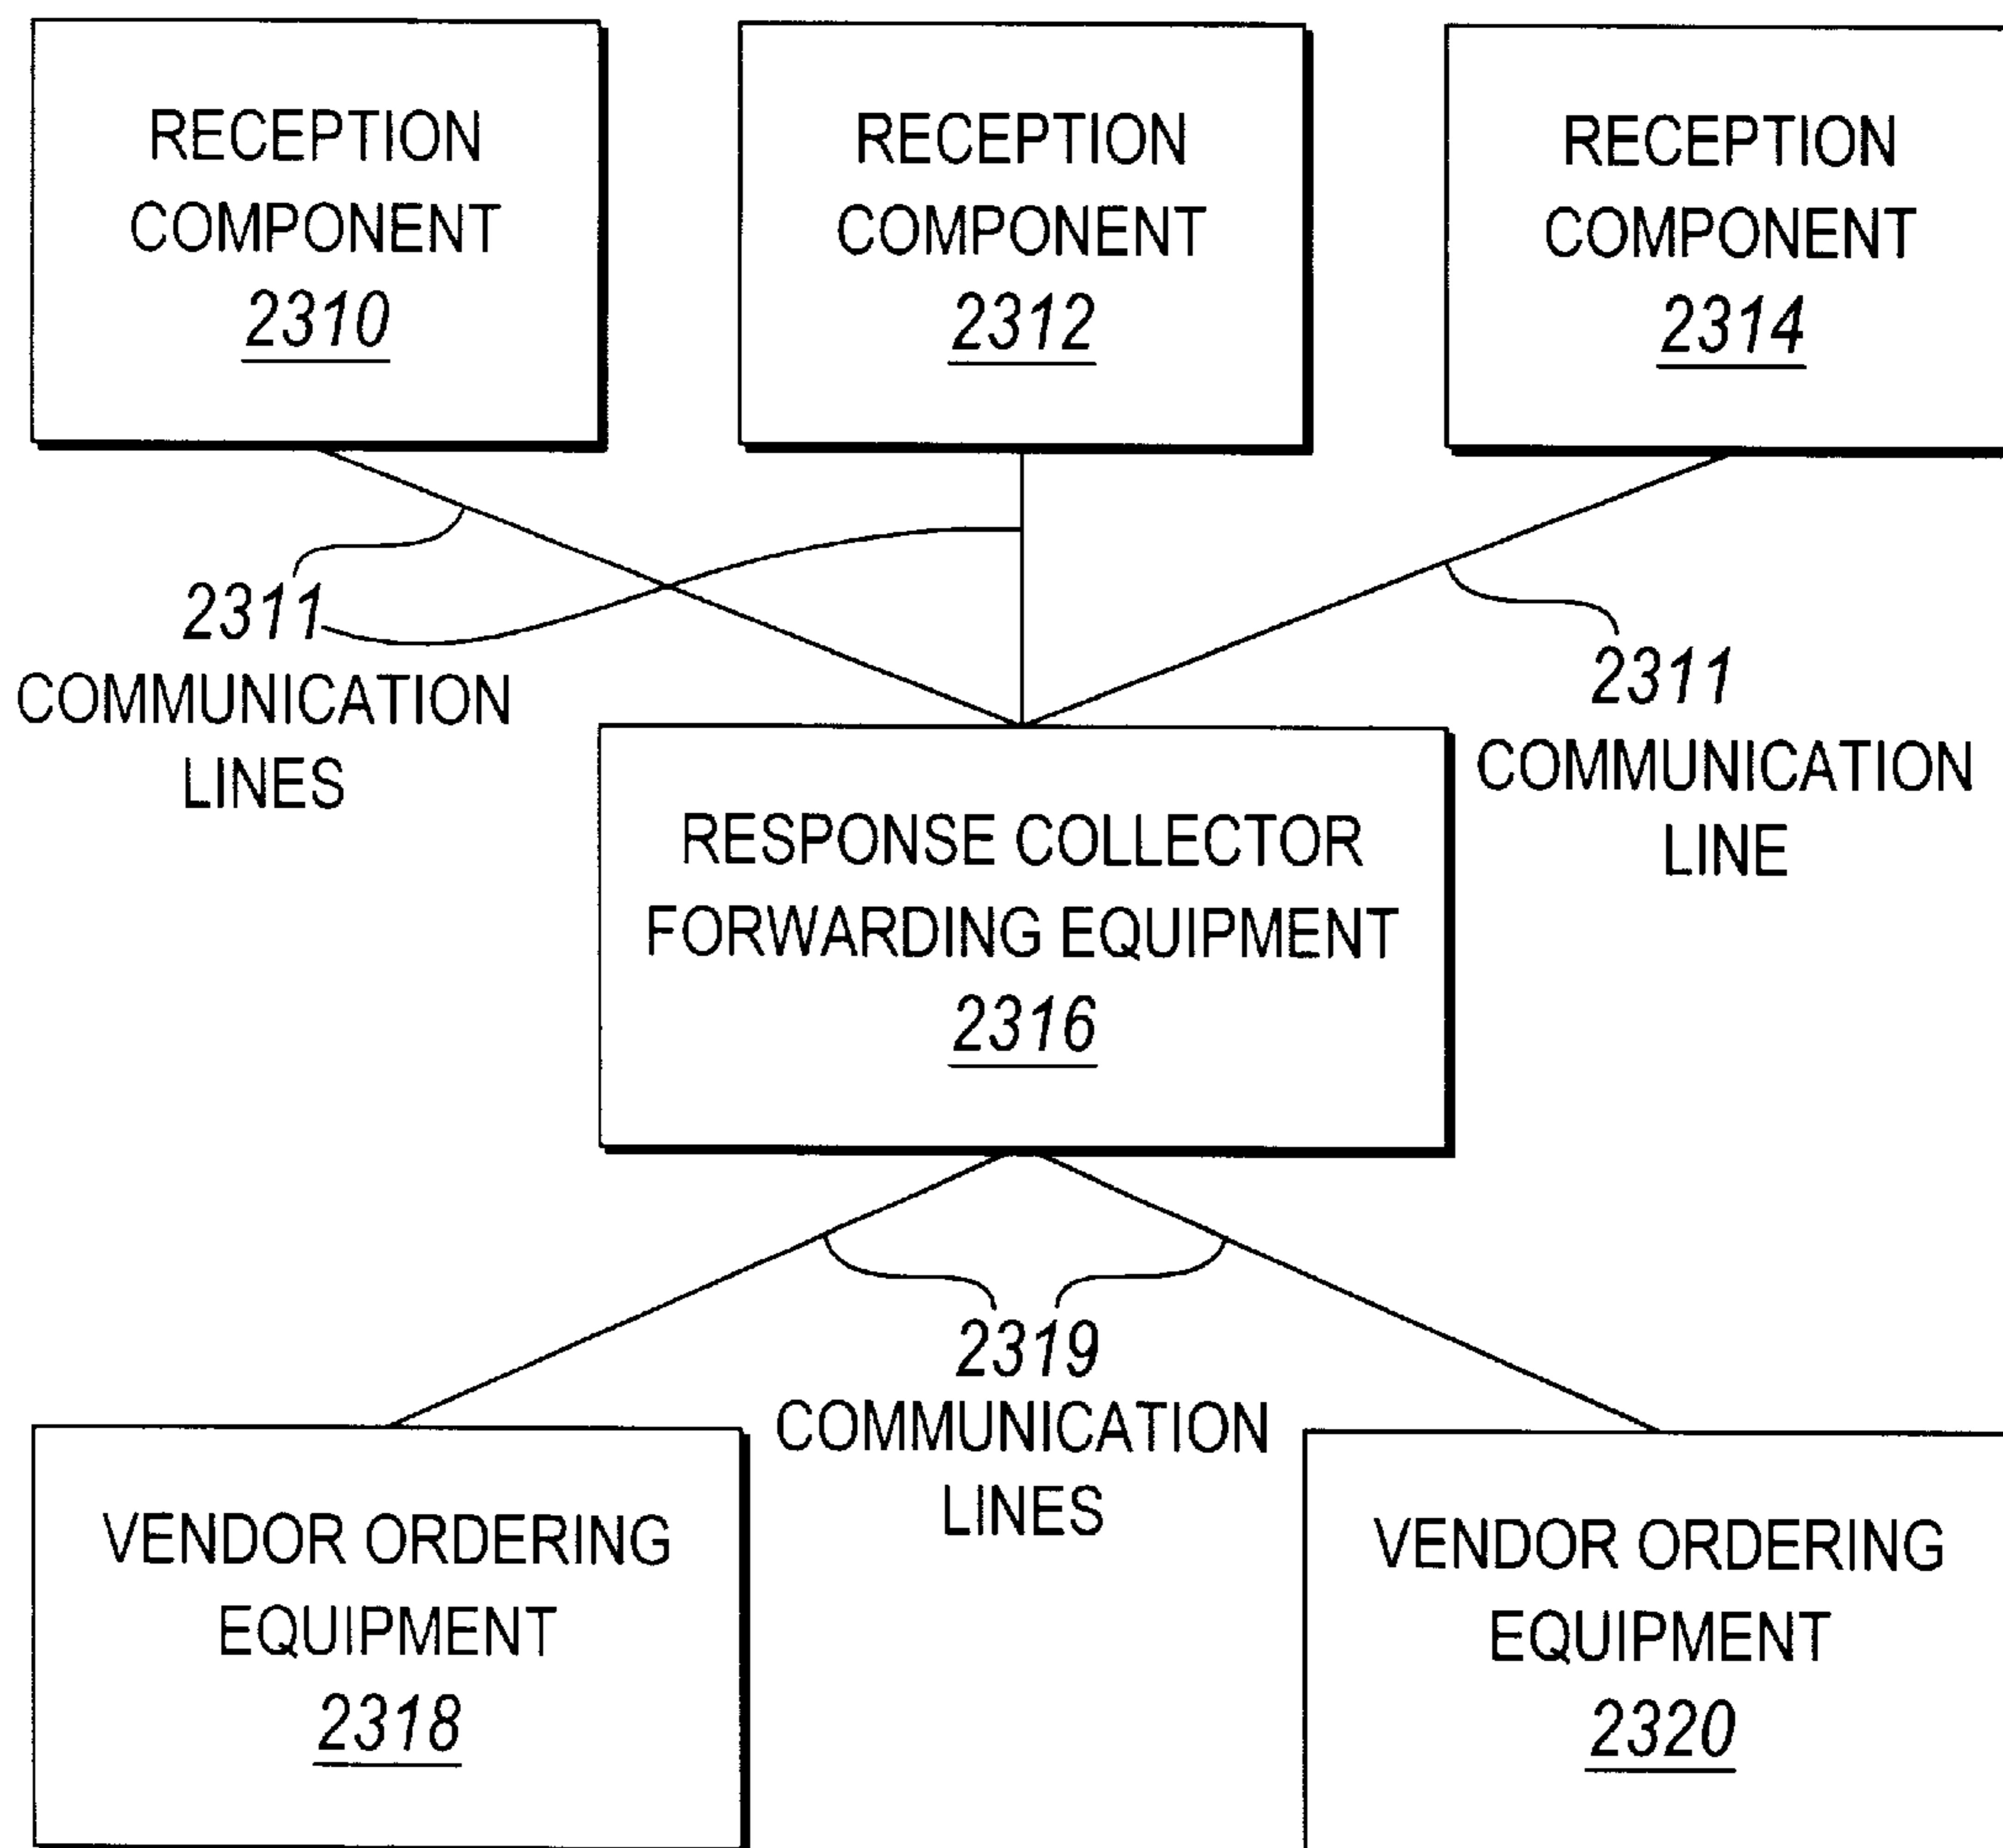 RECEPTION
COMPONENT
2310
RECEPTION
COMPONENT
2312
RECEPTION
COMPONENT
2314
2311
COMMUNICATION
LINES
2311
COMMUNICATION
LINE
RESPONSE COLLECTOR
FORWARDING EQUIPMENT
2316
2319
COMMUNICATION
LINES
VENDOR ORDERING
EQUIPMENT
2318
VENDOR ORDERING
EQUIPMENT
2320